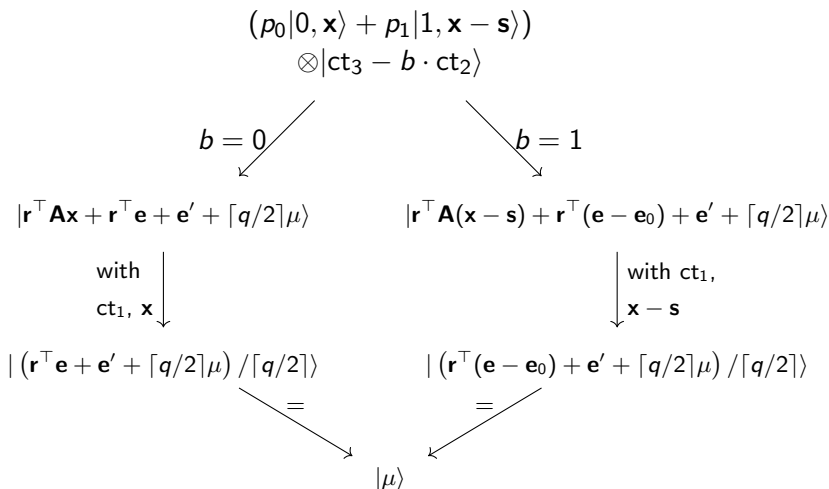 (p₀|0, x⟩ + p₁|1, x − s⟩)
⊗|ct₃ − b · ct₂⟩
b = 0 b = 1
|r⊤Ax + r⊤e + e′ + ⌈q/2⌉μ⟩ |r⊤A(x − s) + r⊤(e − e₀) + e′ + ⌈q/2⌉μ⟩
with with ct₁,
ct₁, x x − s
| (r⊤e + e′ + ⌈q/2⌉μ) /⌈q/2⌉⟩ | (r⊤(e − e₀) + e′ + ⌈q/2⌉μ) /⌈q/2⌉⟩
= =
|μ⟩